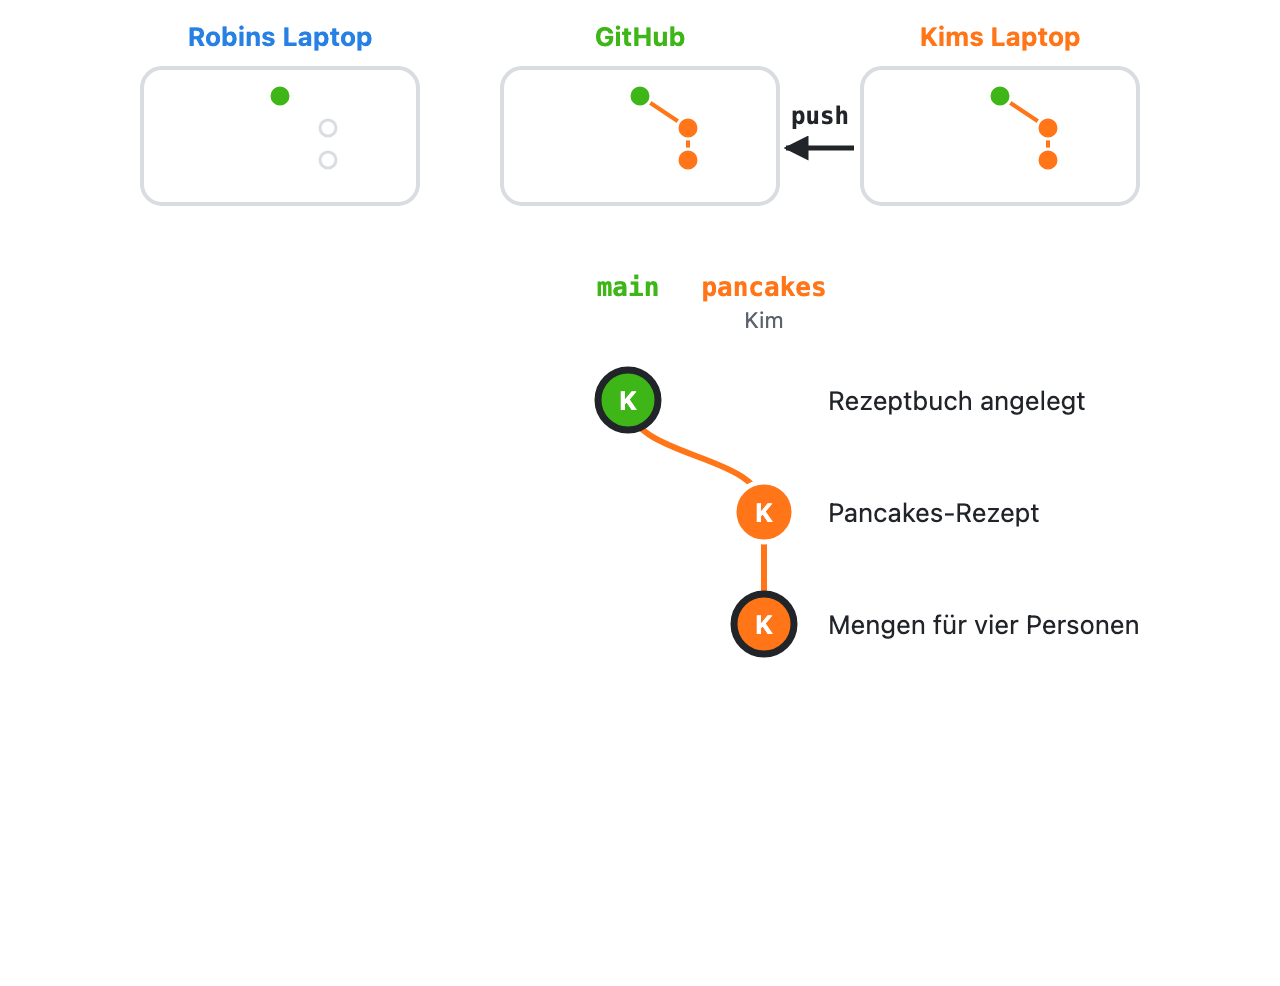 Robins Laptop
GitHub
Kims Laptop
push
main
pancakes
Kim
K
Rezeptbuch angelegt
K
Pancakes-Rezept
K
Mengen für vier Personen